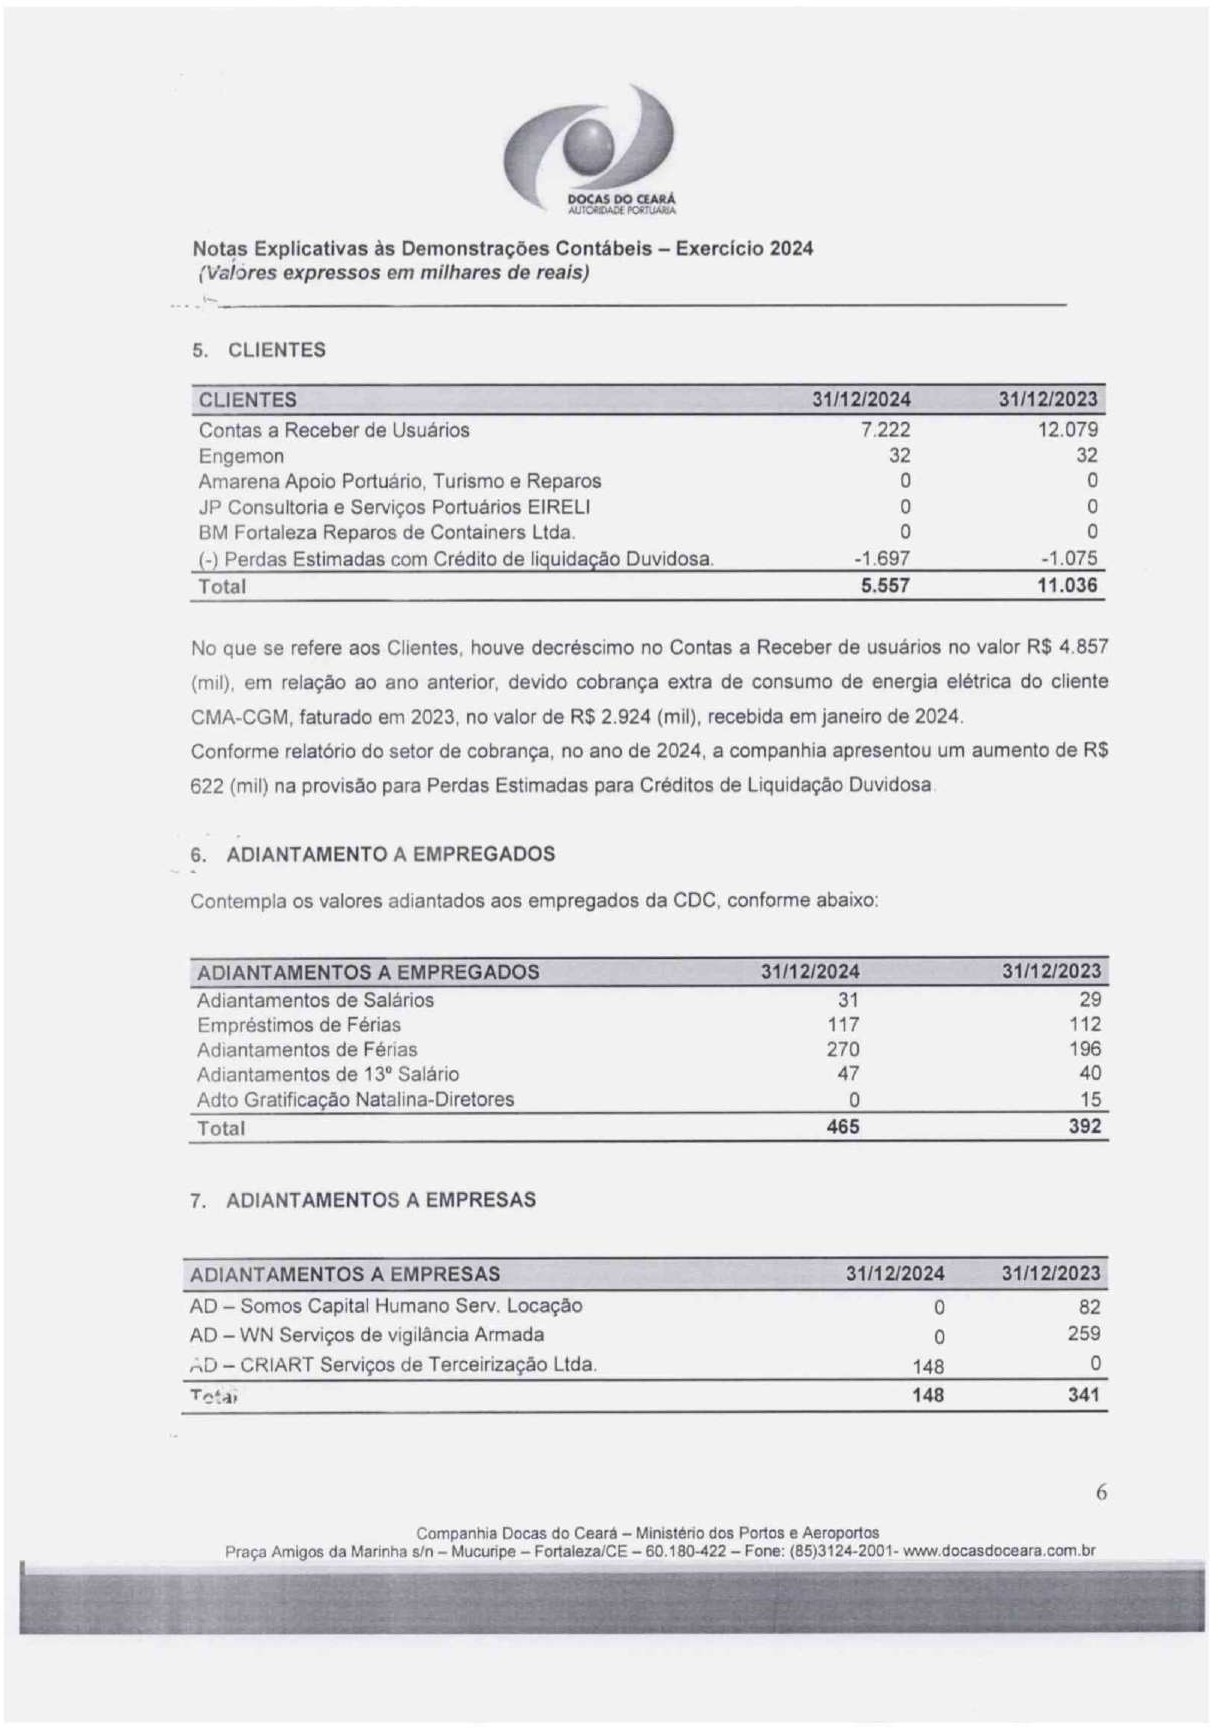 DOCAS DO CEARÁ
AUTORIDADE PORTUÁRIA
Notas Explicativas às Demonstrações Contábeis – Exercício 2024
(Valores expressos em milhares de reais)
5. CLIENTES
CLIENTES 31/12/2024 31/12/2023
Contas a Receber de Usuários 7.222 12.079
Engemon 32 32
Amarena Apoio Portuário, Turismo e Reparos 0 0
JP Consultoria e Serviços Portuários EIRELI 0 0
BM Fortaleza Reparos de Containers Ltda. 0 0
(-) Perdas Estimadas com Crédito de liquidação Duvidosa. -1.697 -1.075
Total 5.557 11.036
No que se refere aos Clientes, houve decréscimo no Contas a Receber de usuários no valor R$ 4.857
(mil), em relação ao ano anterior, devido cobrança extra de consumo de energia elétrica do cliente
CMA-CGM, faturado em 2023, no valor de R$ 2.924 (mil), recebida em janeiro de 2024.
Conforme relatório do setor de cobrança, no ano de 2024, a companhia apresentou um aumento de R$
622 (mil) na provisão para Perdas Estimadas para Créditos de Liquidação Duvidosa.
6. ADIANTAMENTO A EMPREGADOS
Contempla os valores adiantados aos empregados da CDC, conforme abaixo:
ADIANTAMENTOS A EMPREGADOS 31/12/2024 31/12/2023
Adiantamentos de Salários 31 29
Empréstimos de Férias 117 112
Adiantamentos de Férias 270 196
Adiantamentos de 13º Salário 47 40
Adto Gratificação Natalina-Diretores 0 15
Total 465 392
7. ADIANTAMENTOS A EMPRESAS
ADIANTAMENTOS A EMPRESAS 31/12/2024 31/12/2023
AD – Somos Capital Humano Serv. Locação 0 82
AD – WN Serviços de vigilância Armada 0 259
AD – CRIART Serviços de Terceirização Ltda. 148 0
Total 148 341
6
Companhia Docas do Ceará – Ministério dos Portos e Aeroportos
Praça Amigos da Marinha s/n – Mucuripe – Fortaleza/CE – 60.180-422 – Fone: (85)3124-2001- www.docasdoceara.com.br